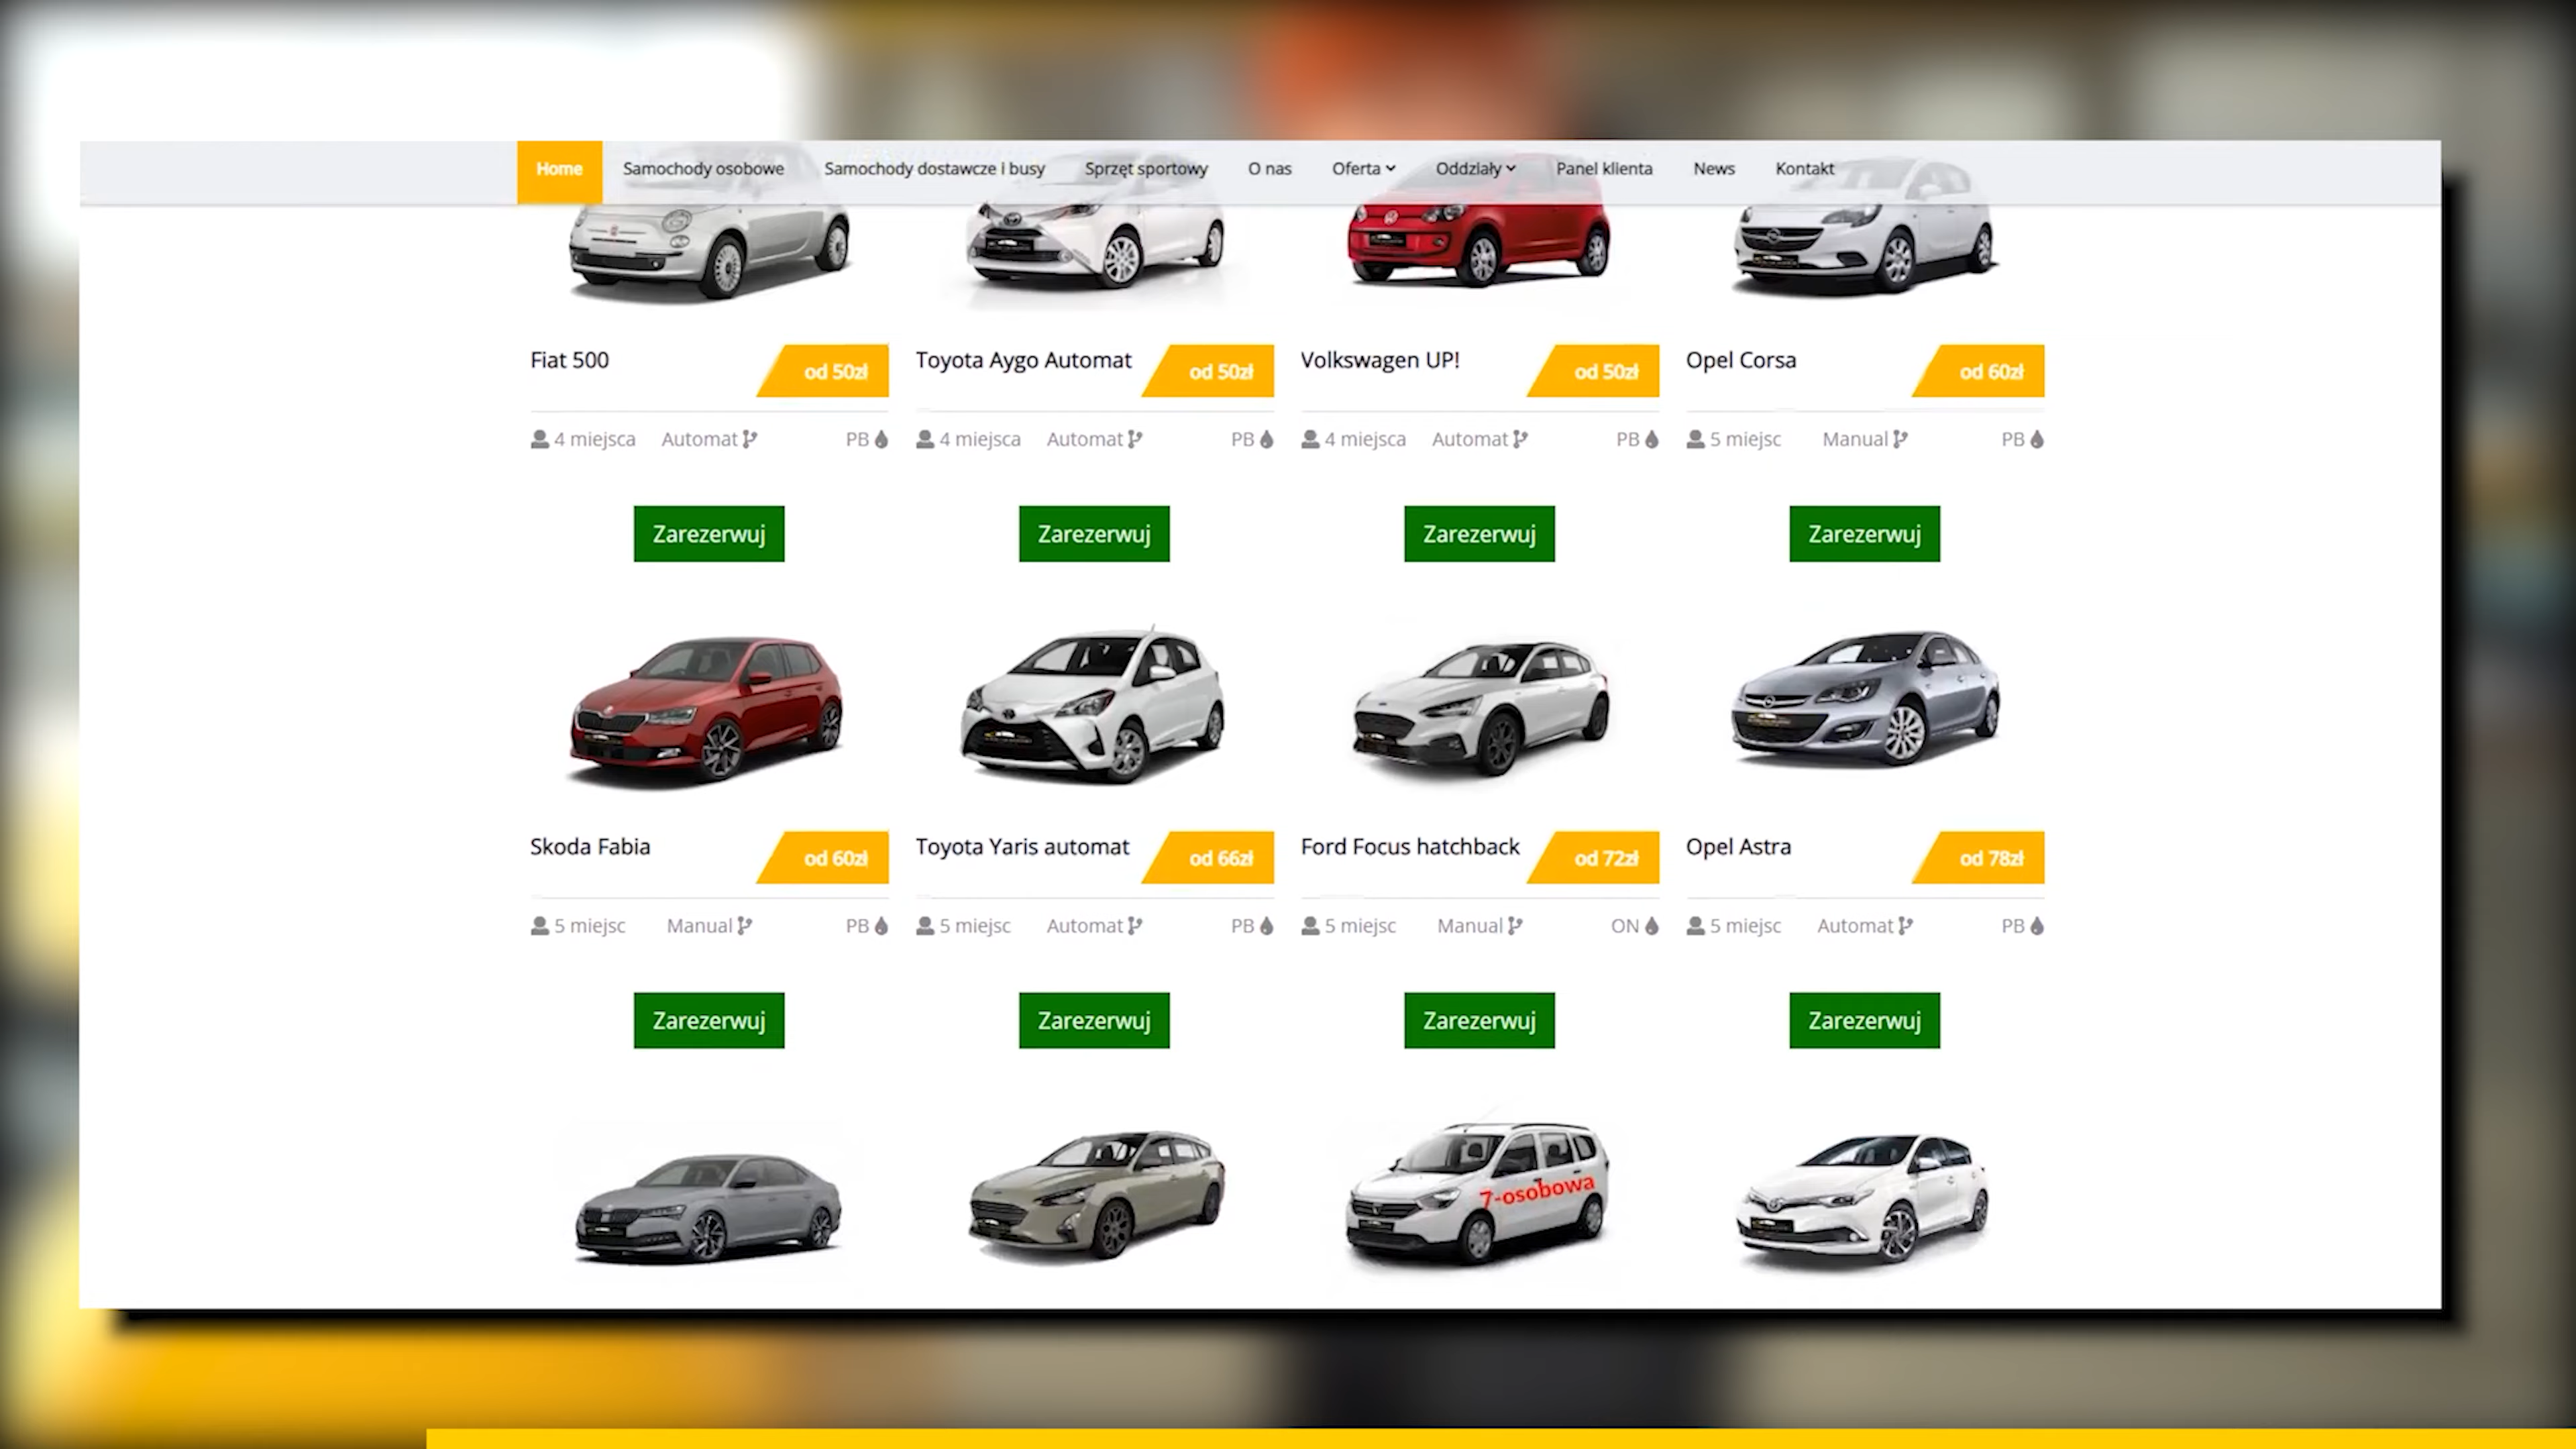 Home Samochody osobowe Samochody dostawcze i busy Sprzęt sportowy O nas Oferta Oddziały Panel klienta News Kontakt
Fiat 500 od 50zł Toyota Aygo Automat od 50zł Volkswagen UP! od 50zł Opel Corsa od 60zł
4 miejsca Automat PB 4 miejsca Automat PB 4 miejsca Automat PB 5 miejsc Manual PB
Zarezerwuj Zarezerwuj Zarezerwuj Zarezerwuj
Skoda Fabia od 60zł Toyota Yaris automat od 66zł Ford Focus hatchback od 72zł Opel Astra od 78zł
5 miejsc Manual PB 5 miejsc Automat PB 5 miejsc Manual ON 5 miejsc Automat PB
Zarezerwuj Zarezerwuj Zarezerwuj Zarezerwuj
7-osobowa